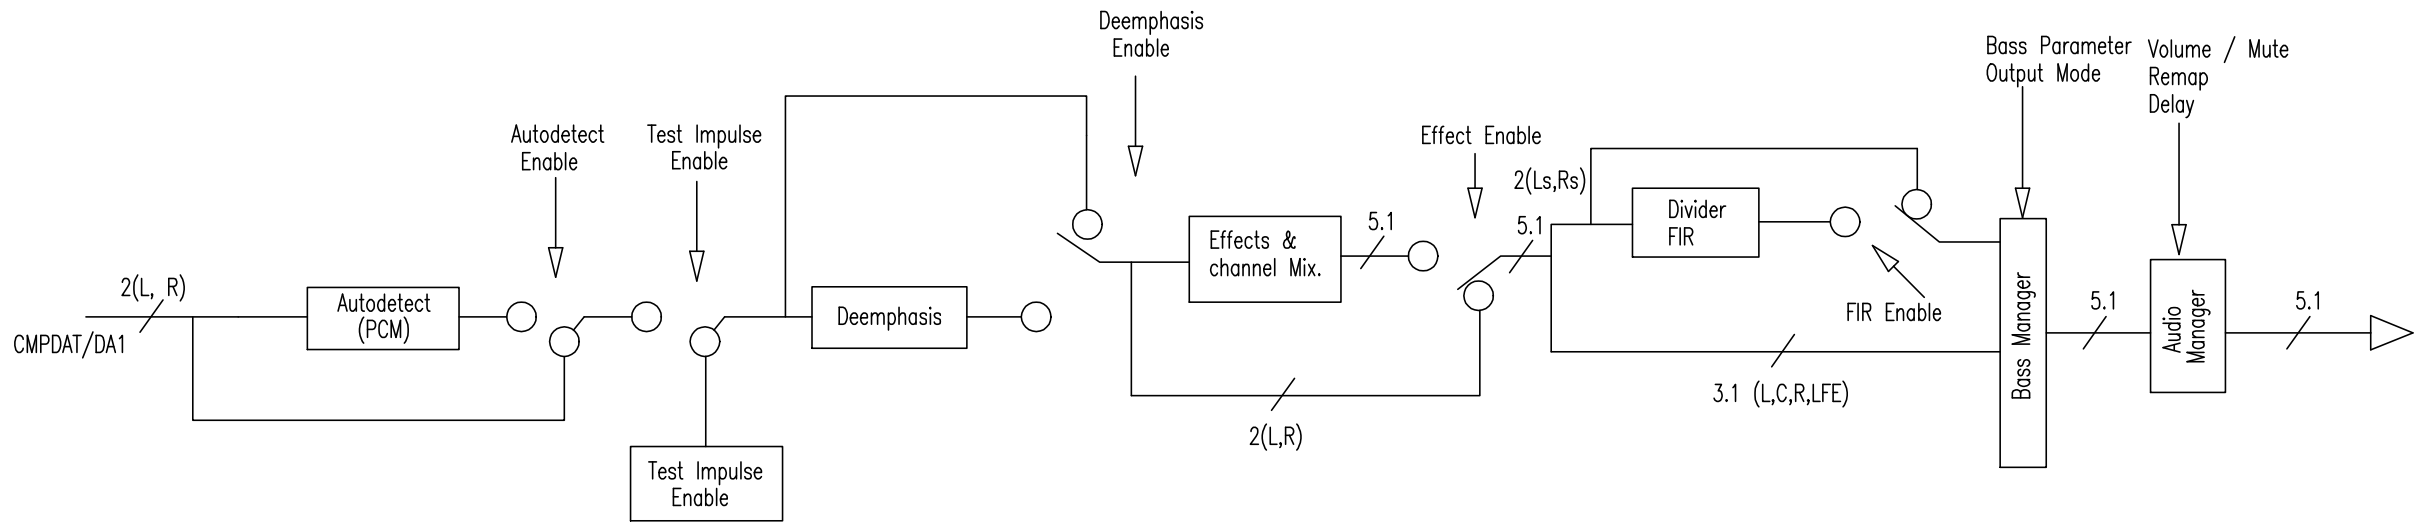 Deemphasis
Enable
Bass Parameter
Output Mode
Volume / Mute
Remap
Delay
Autodetect
Enable
Test Impulse
Enable
Effect Enable
2(Ls,Rs)
Divider
FIR
5.1
5.1
Effects &
channel Mix.
2(L, R)
Autodetect
(PCM)
CMPDAT/DA1
Deemphasis
FIR Enable
Bass Manager
5.1
Audio
Manager
5.1
3.1 (L,C,R,LFE)
2(L,R)
Test Impulse
Enable